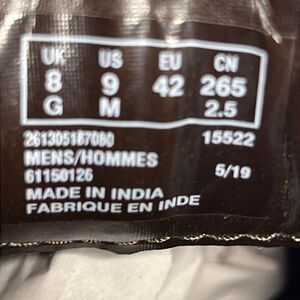 UK US EU CN
8 9 42 265
G M 2.5
261305187080 15522
MENS/HOMMES
61150126 5/19
MADE IN INDIA
FABRIQUE EN INDE